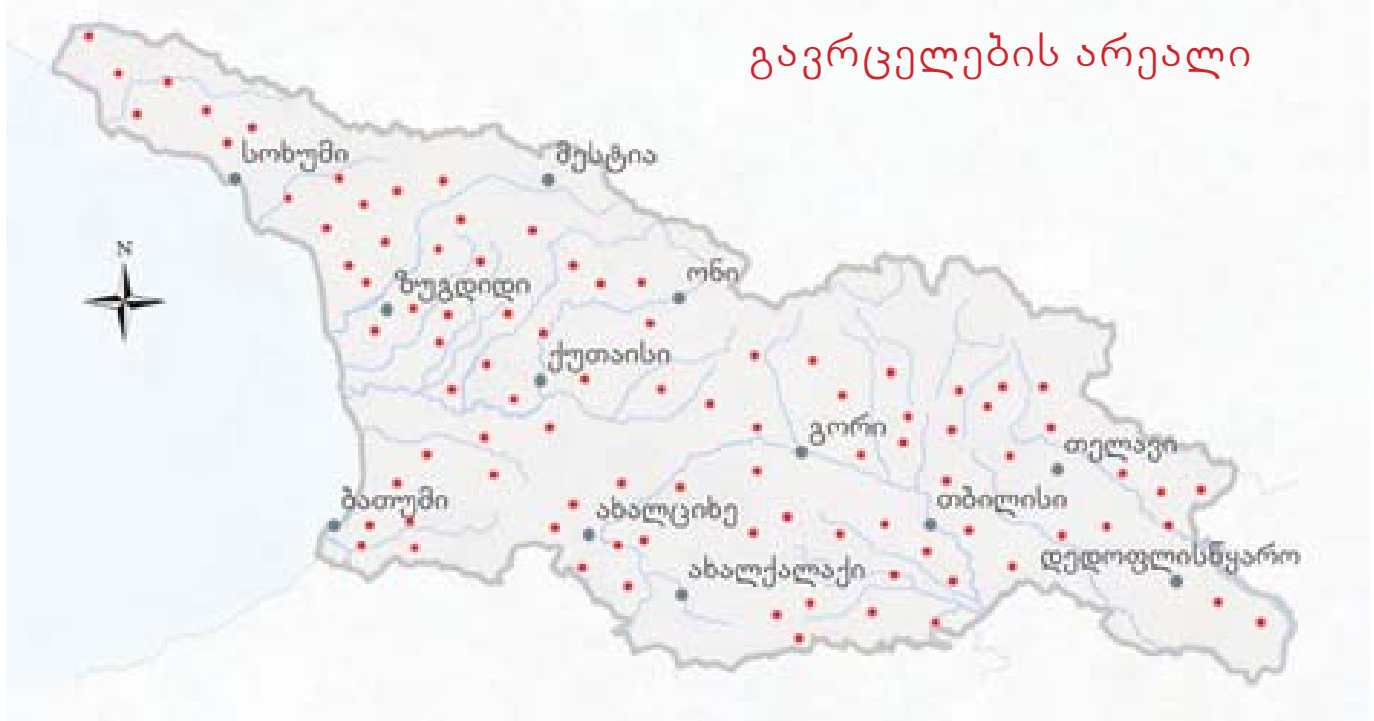 გავრცელების არეალი
სოხუმი
მესტია
N
ონი
ზუგდიდი
ქუთაისი
გორი
თელავი
ბათუმი
ახალციხე
თბილისი
დედოფლისწყარო
ახალქალაქი